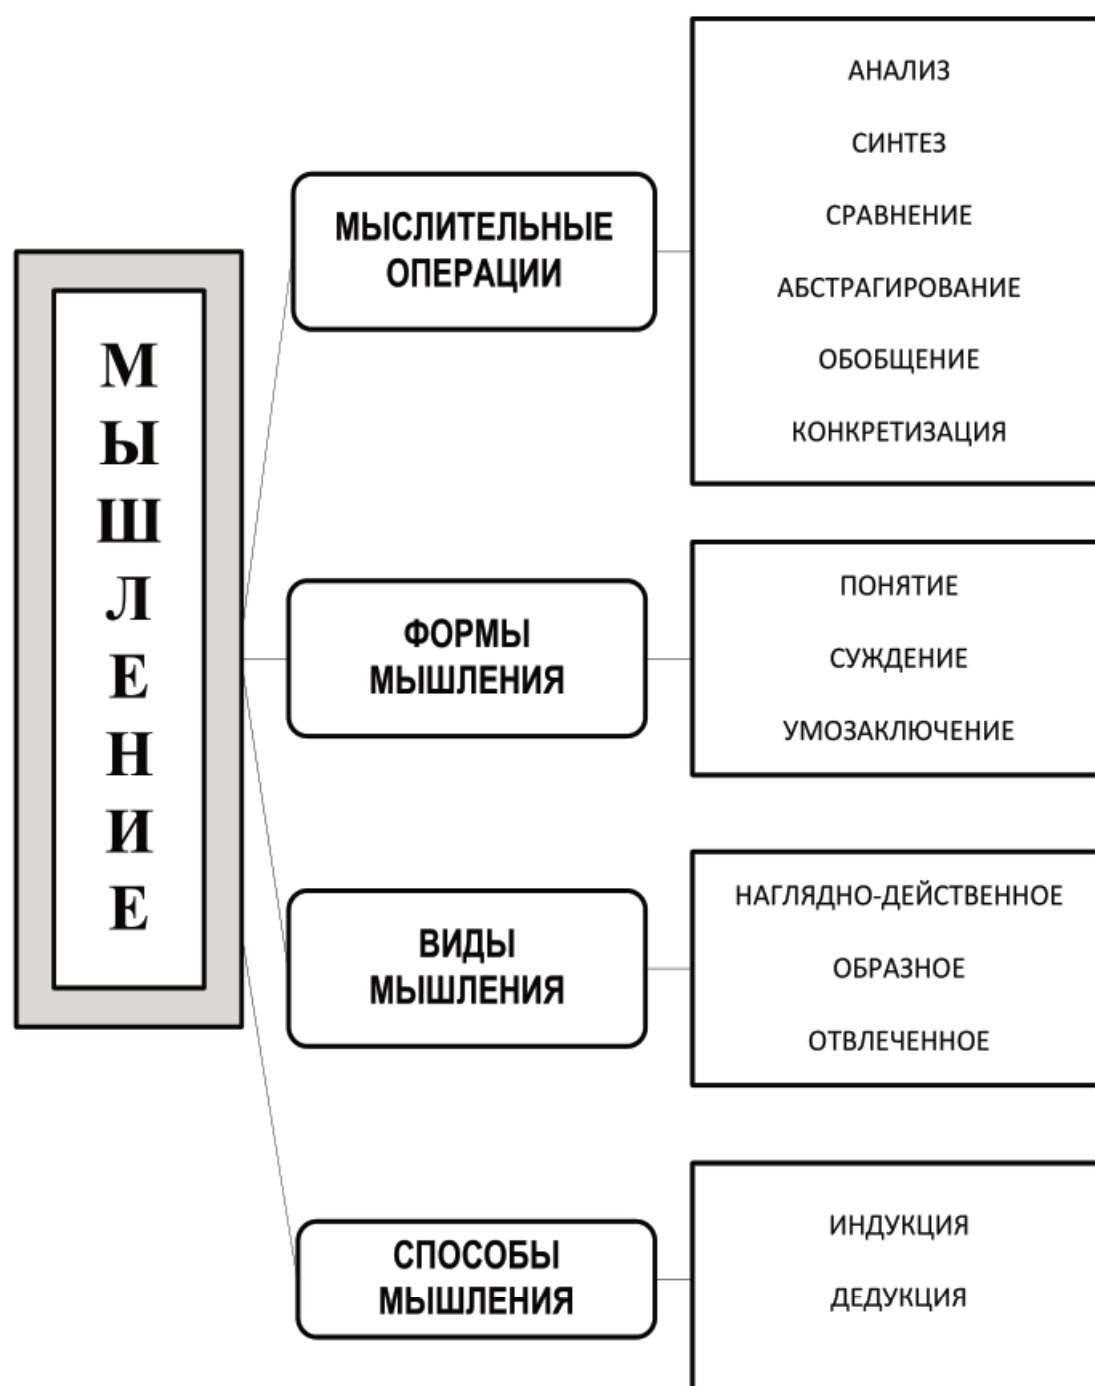 МЫШЛЕНИЕ
МЫСЛИТЕЛЬНЫЕ
ОПЕРАЦИИ
АНАЛИЗ
СИНТЕЗ
СРАВНЕНИЕ
АБСТРАГИРОВАНИЕ
ОБОБЩЕНИЕ
КОНКРЕТИЗАЦИЯ
ФОРМЫ
МЫШЛЕНИЯ
ПОНЯТИЕ
СУЖДЕНИЕ
УМОЗАКЛЮЧЕНИЕ
ВИДЫ
МЫШЛЕНИЯ
НАГЛЯДНО-ДЕЙСТВЕННОЕ
ОБРАЗНОЕ
ОТВЛЕЧЕННОЕ
СПОСОБЫ
МЫШЛЕНИЯ
ИНДУКЦИЯ
ДЕДУКЦИЯ